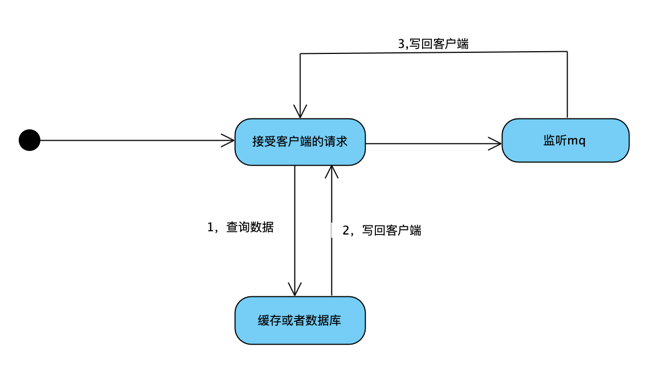 3,写回客户端
接受客户端的请求
监听mq
1，查询数据
2，写回客户端
缓存或者数据库